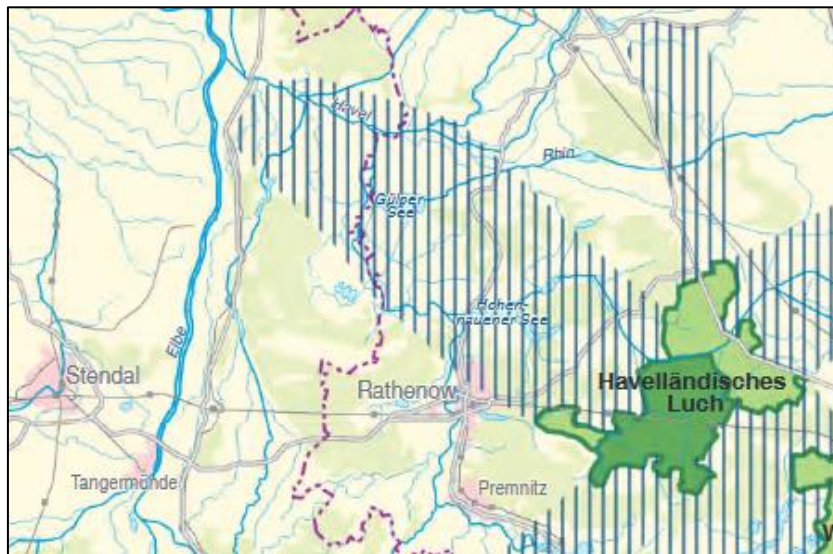 Havel
Rhin
Gülper
See
Hohen-
nauener See
Elbe
Stendal
Rathenow
Havelländisches
Luch
Tangermünde
Premnitz